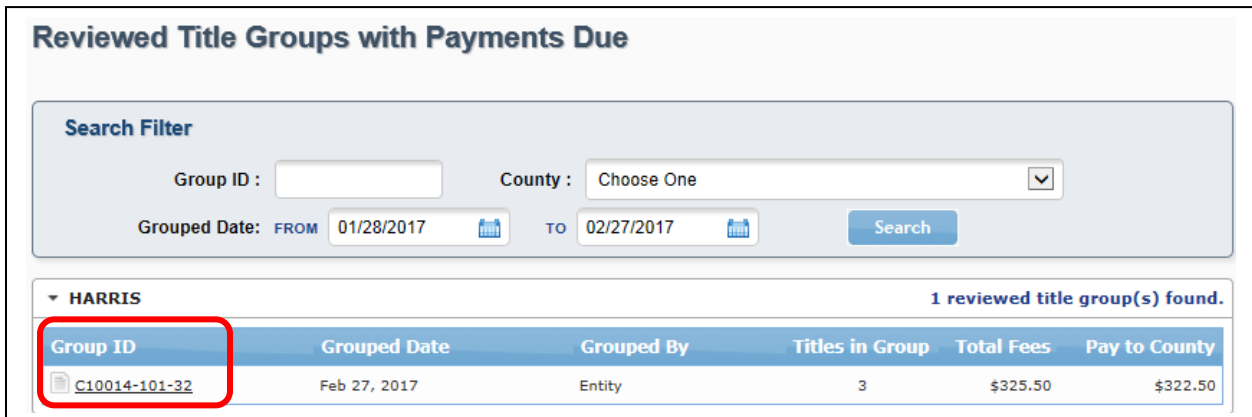 Reviewed Title Groups with Payments Due
Search Filter
Group ID : County : Choose One
Grouped Date: FROM 01/28/2017 TO 02/27/2017 Search
HARRIS 1 reviewed title group(s) found.
Group ID Grouped Date Grouped By Titles in Group Total Fees Pay to County
C10014-101-32 Feb 27, 2017 Entity 3 $325.50 $322.50